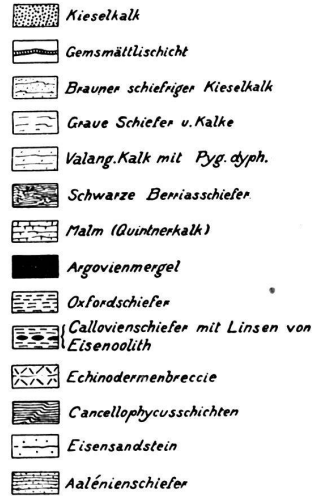 Kieselkalk
Gemsmättlischicht
Brauner schiefriger Kieselkalk
Graue Schiefer u. Kalke
Valang. Kalk mit Pyg. dyph.
Schwarze Berriasschiefer
Malm (Quintnerkalk)
Argovienmergel
Oxfordschiefer
Callovienschiefer mit Linsen von
Eisenoolith
Echinodermenbreccie
Cancellophycusschichten
Eisensandstein
Aalénienschiefer